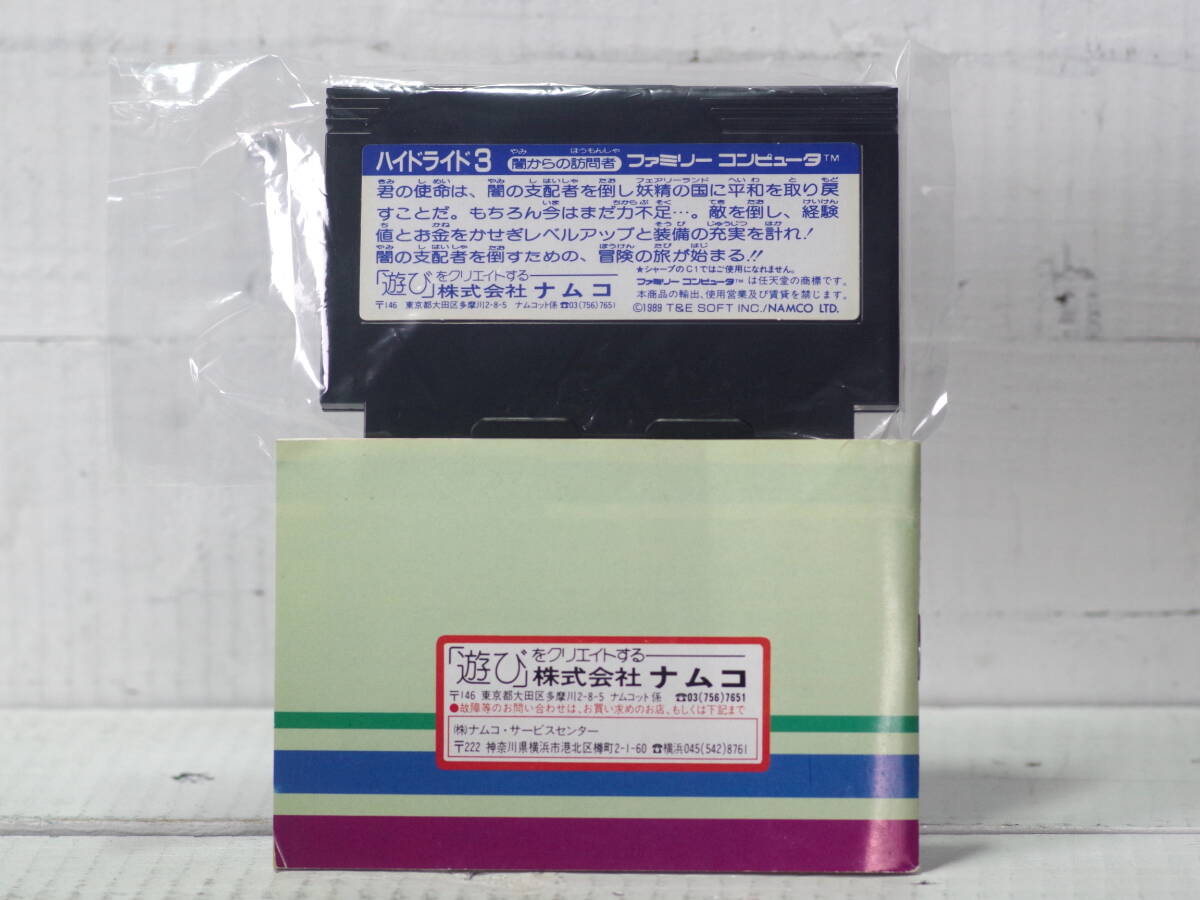 ハイドライド3 闇からの訪問者 ファミリー コンピュータ™
やみ ほうもんしゃ
きみ しめい やみ しはいしゃ たお フェアリーランド へいわ と もど
君の使命は、闇の支配者を倒し妖精の国に平和を取り戻
いま ちからぶそく てき たお けいけん
すことだ。もちろん今はまだ力不足…。敵を倒し、経験
ち かね そうび じゅうじつ はか
値とお金をかせぎレベルアップと装備の充実を計れ!
やみ しはいしゃ たお ぼうけん たび はじ
闇の支配者を倒すための、冒険の旅が始まる!!
「遊び」をクリエイトする
株式会社 ナムコ
〒146 東京都大田区多摩川2-8-5 ナムコット係 ☎03(756)7651
★シャープのC1ではご使用になれません。
ファミリー コンピュータ™ は任天堂の商標です。
本商品の輸出、使用営業及び賃貸を禁じます。
©1989 T&E SOFT INC./NAMCO LTD.
「遊び」をクリエイトする
株式会社 ナムコ
〒146 東京都大田区多摩川2-8-5 ナムコット係 ☎03(756)7651
●故障等のお問い合わせは、お買い求めのお店、もしくは下記まで
㈱ナムコ・サービスセンター
〒222 神奈川県横浜市港北区樽町2-1-60 ☎横浜045(542)8761